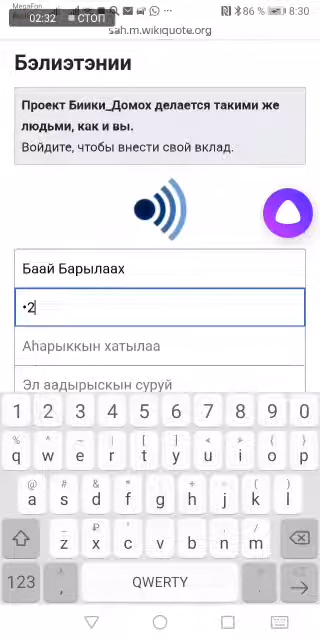 MegaFon
02:32 СТОП
86 % 8:30
sah.m.wikiquote.org
Бэлиэтэнии
Проект Биики_Домох делается такими же
людьми, как и вы.
Войдите, чтобы внести свой вклад.
Баай Барылаах
•2
Аһарыккын хатылаа
Эл аадырыскын суруй
1 2 3 4 5 6 7 8 9 0
q w e r t y u i o p
a s d f g h j k l
z x c v b n m
123 , QWERTY .